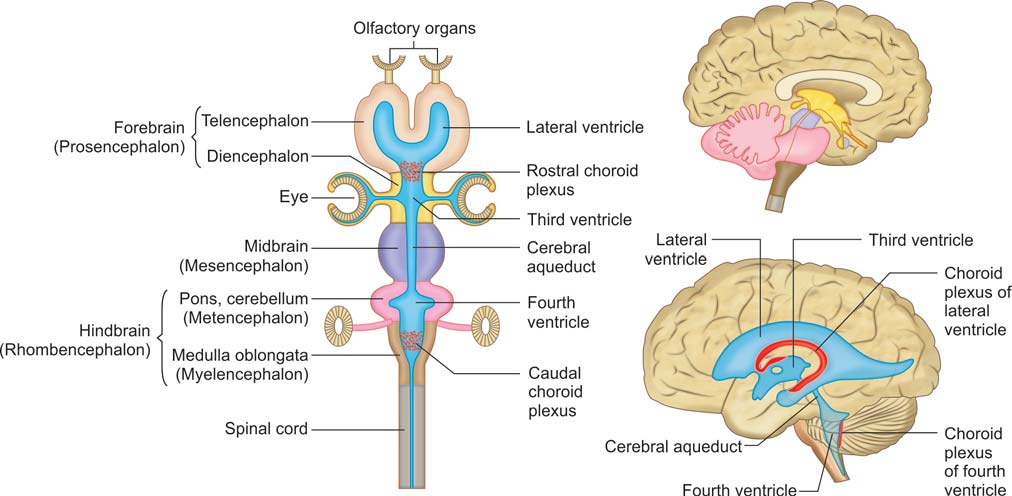 Olfactory organs
Forebrain
(Prosencephalon)
Telencephalon
Diencephalon
Eye
Midbrain
(Mesencephalon)
Hindbrain
(Rhombencephalon)
Pons, cerebellum
(Metencephalon)
Medulla oblongata
(Myelencephalon)
Spinal cord
Lateral ventricle
Rostral choroid
plexus
Third ventricle
Cerebral
aqueduct
Fourth
ventricle
Caudal
choroid
plexus
Lateral
ventricle
Third ventricle
Choroid
plexus of
lateral
ventricle
Cerebral aqueduct
Fourth ventricle
Choroid
plexus
of fourth
ventricle